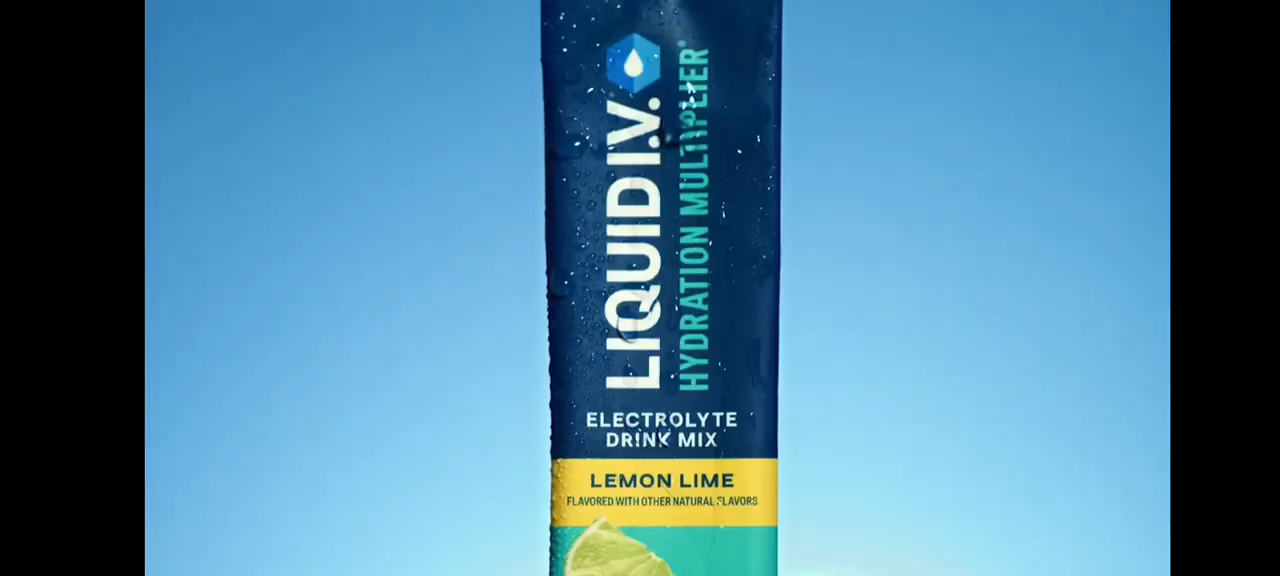 LIQUID I.V.
HYDRATION MULTIPLIER®
ELECTROLYTE
DRINK MIX
LEMON LIME
FLAVORED WITH OTHER NATURAL FLAVORS